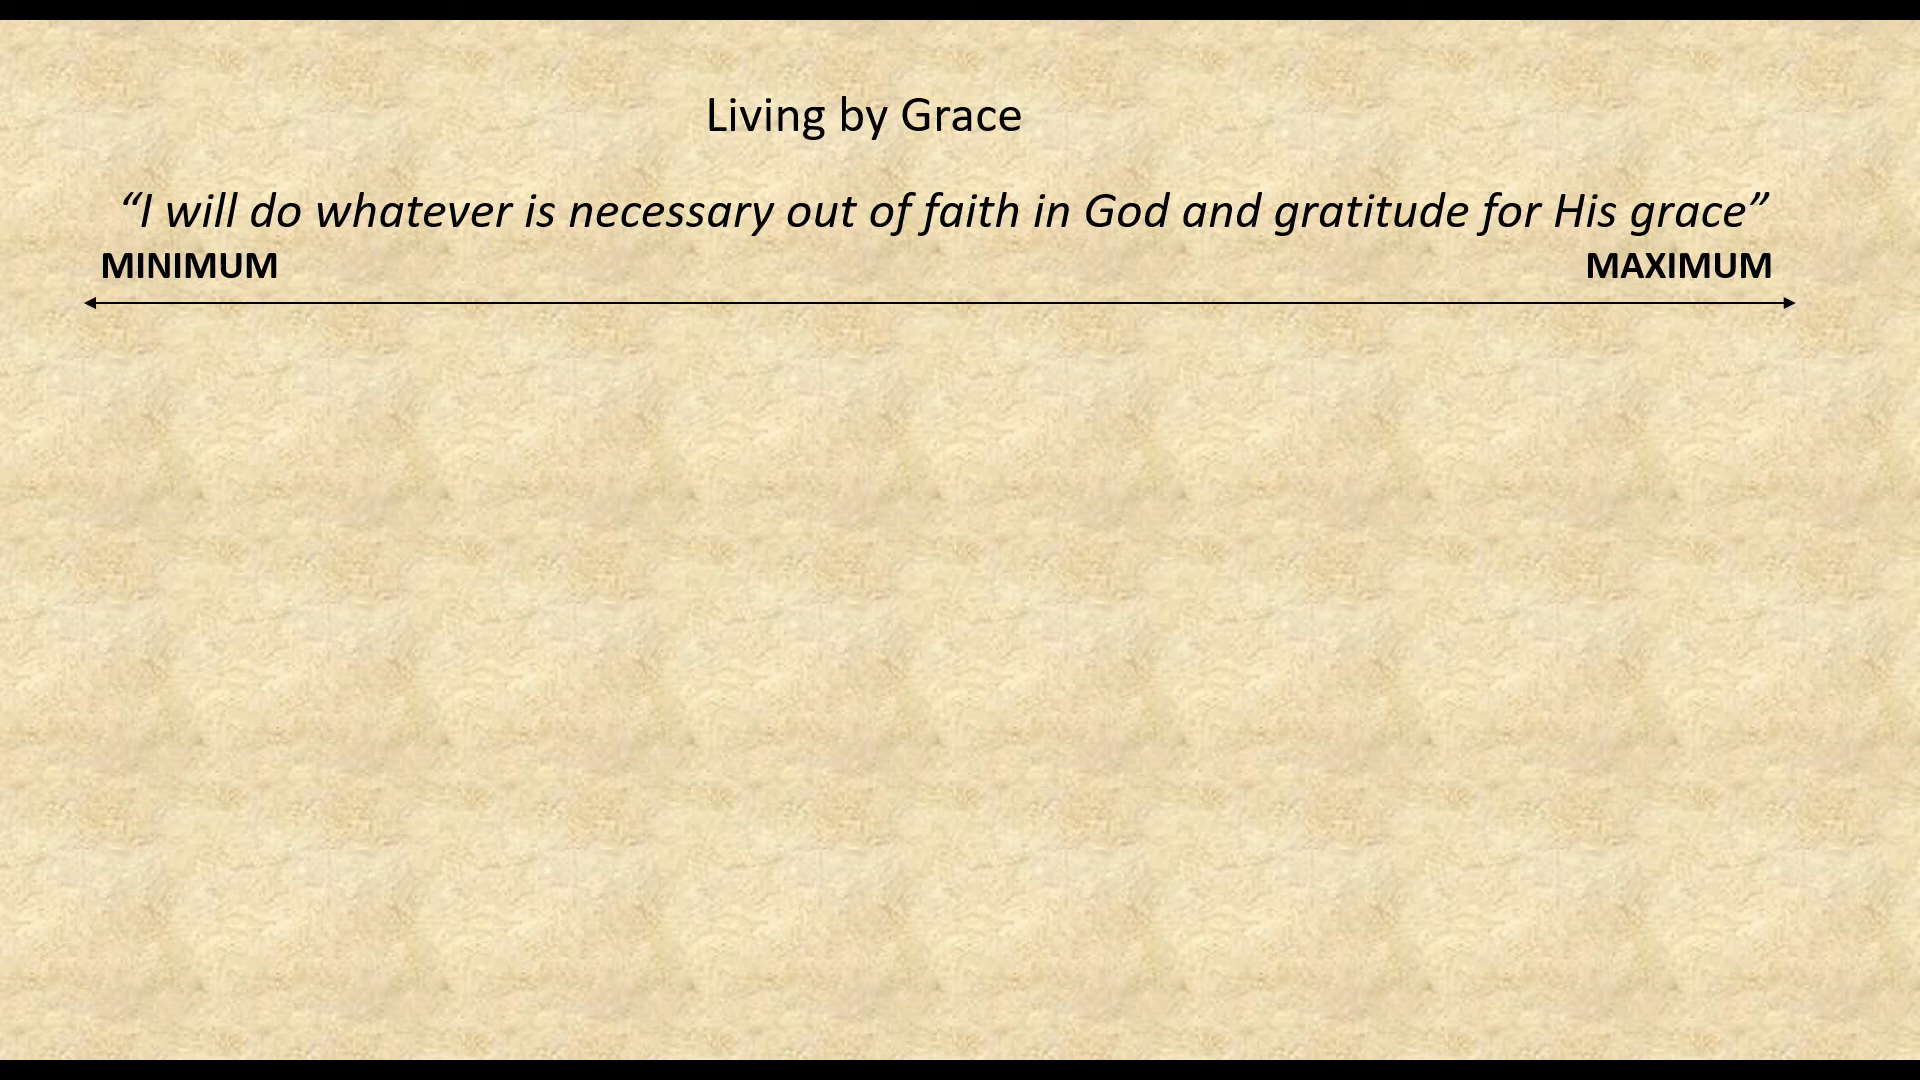 Living by Grace
“I will do whatever is necessary out of faith in God and gratitude for His grace”
MINIMUM MAXIMUM